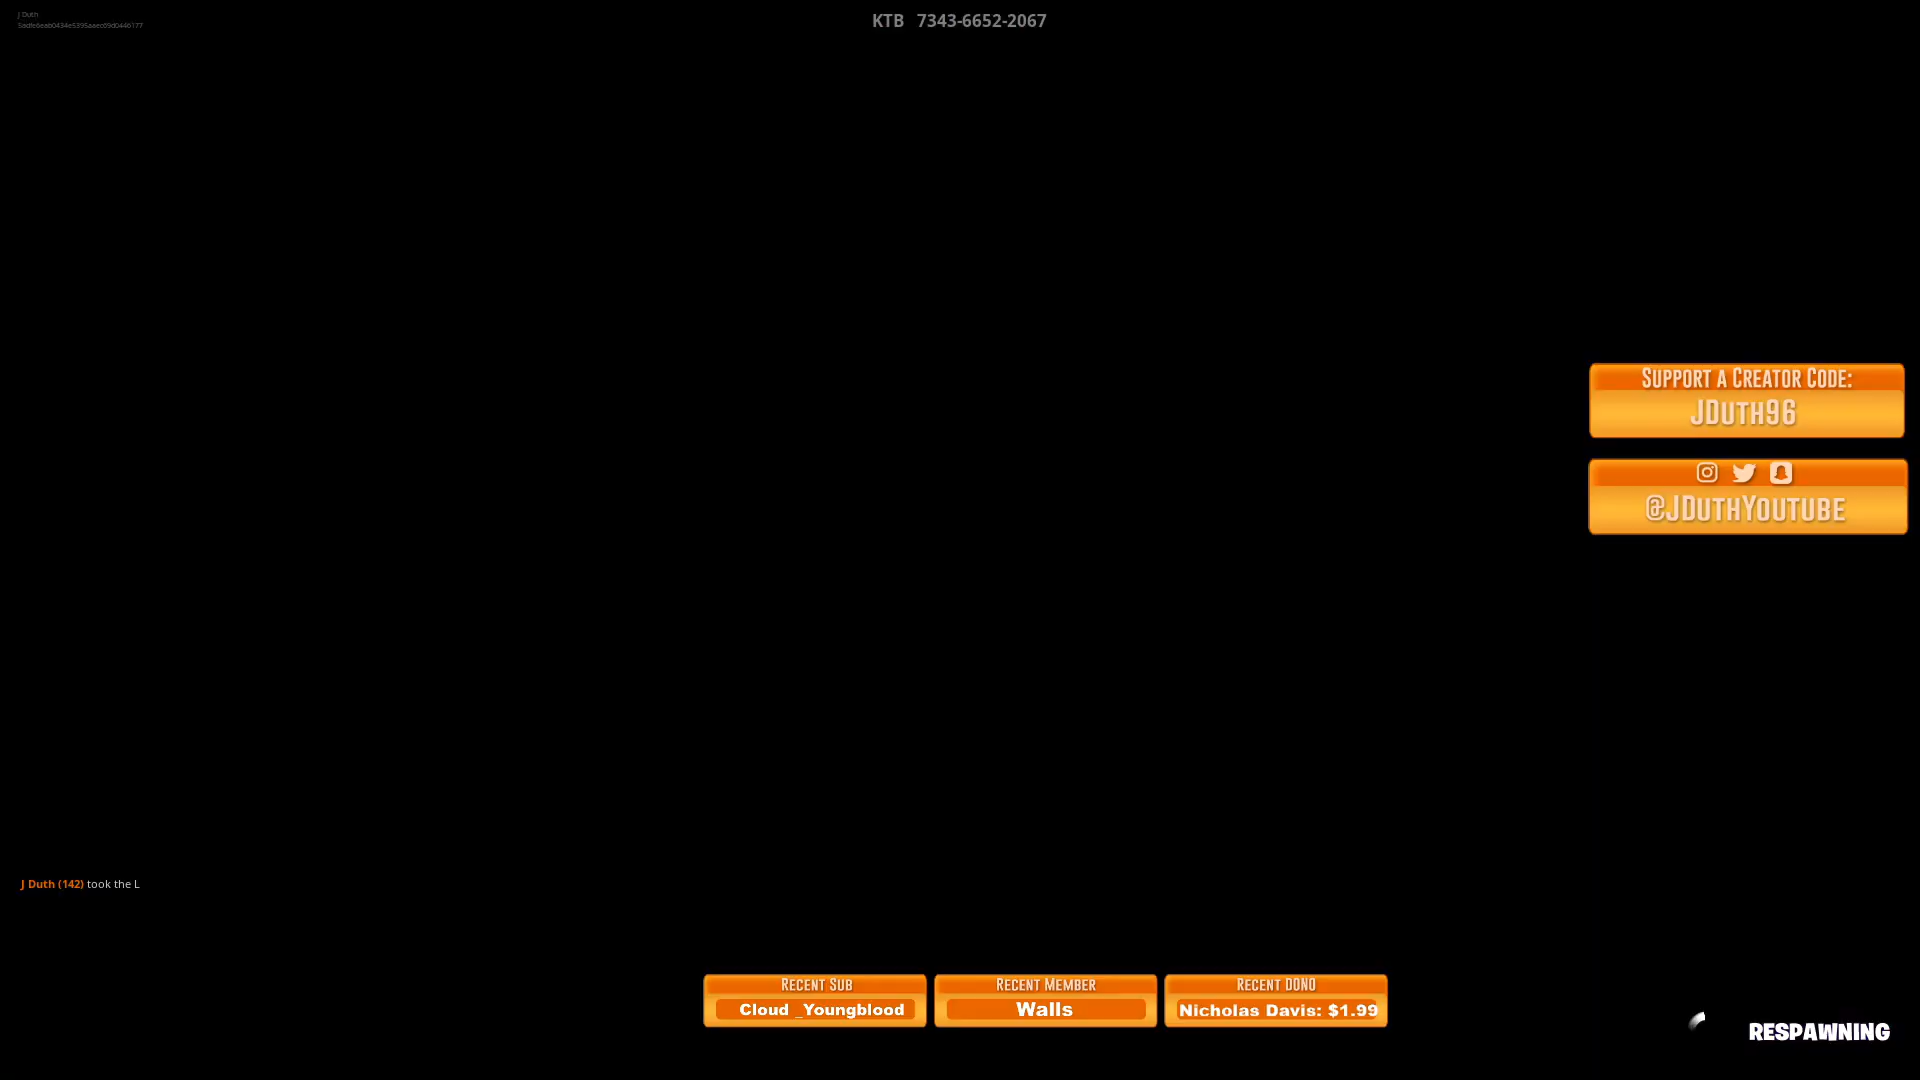 J Duth
KTB 7343-6652-2067
SUPPORT A CREATOR CODE:
JDUTH96
@JDUTHYOUTUBE
J Duth (142) took the L
RECENT SUB
Cloud _Youngblood
RECENT MEMBER
Walls
RECENT DONO
Nicholas Davis: $1.99
RESPAWNING